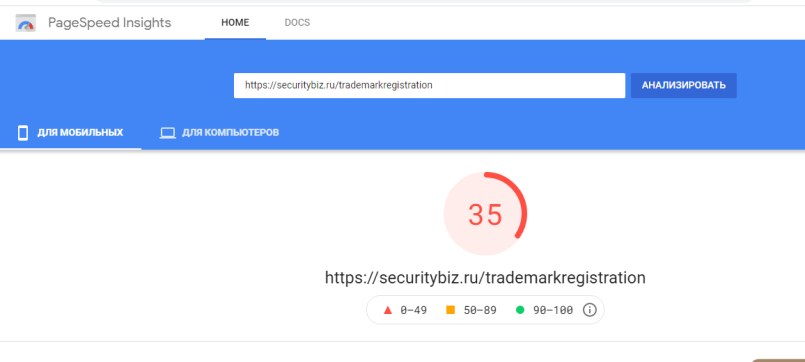 PageSpeed Insights HOME DOCS
https://securitybiz.ru/trademarkregistration АНАЛИЗИРОВАТЬ
ДЛЯ МОБИЛЬНЫХ ДЛЯ КОМПЬЮТЕРОВ
35
https://securitybiz.ru/trademarkregistration
0–49 50–89 90–100